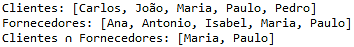 Clientes: [Carlos, João, Maria, Paulo, Pedro]
Fornecedores: [Ana, Antonio, Isabel, Maria, Paulo]
Clientes ∩ Fornecedores: [Maria, Paulo]